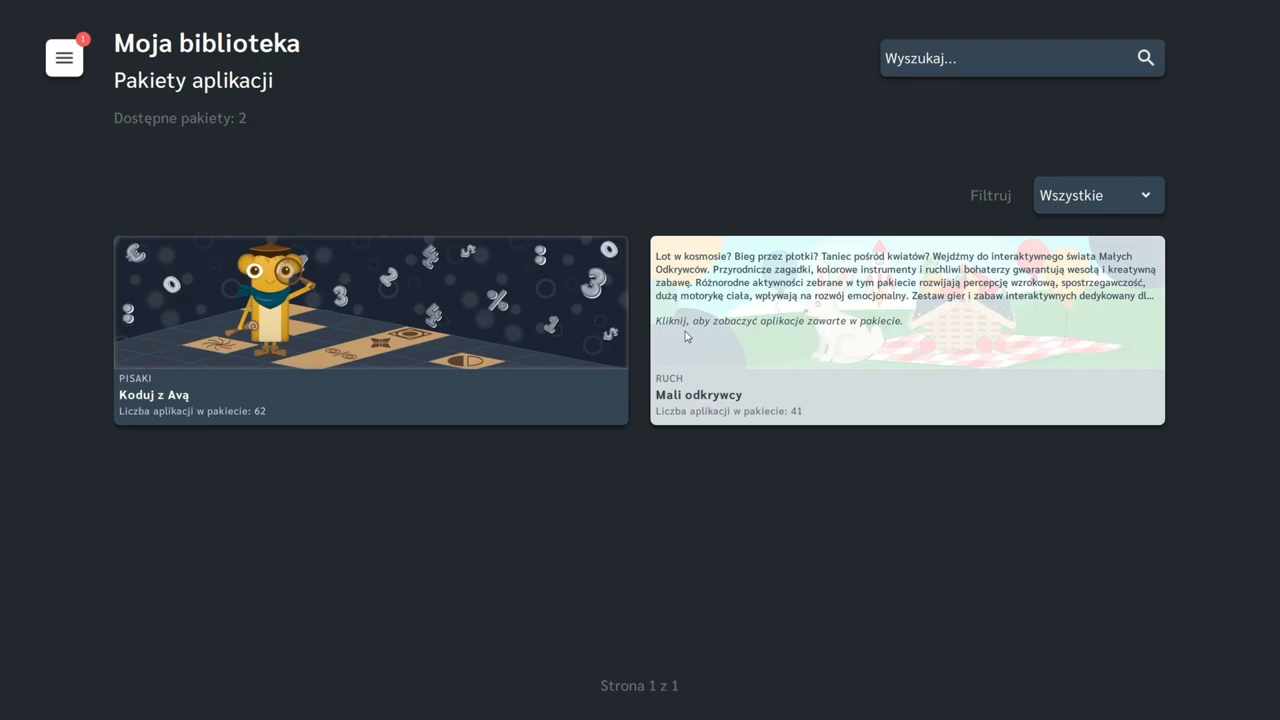 1
Moja biblioteka
Pakiety aplikacji
Dostępne pakiety: 2
Wyszukaj...
Filtruj
Wszystkie
PISAKI
Koduj z Avą
Liczba aplikacji w pakiecie: 62
Lot w kosmosie? Bieg przez płotki? Taniec pośród kwiatów? Wejdźmy do interaktywnego świata Małych
Odkrywców. Przyrodnicze zagadki, kolorowe instrumenty i ruchliwi bohaterzy gwarantują wesołą i kreatywną
zabawę. Różnorodne aktywności zebrane w tym pakiecie rozwijają percepcję wzrokową, spostrzegawczość,
dużą motorykę ciała, wpływają na rozwój emocjonalny. Zestaw gier i zabaw interaktywnych dedykowany dl...
Kliknij, aby zobaczyć aplikacje zawarte w pakiecie.
RUCH
Mali odkrywcy
Liczba aplikacji w pakiecie: 41
Strona 1 z 1